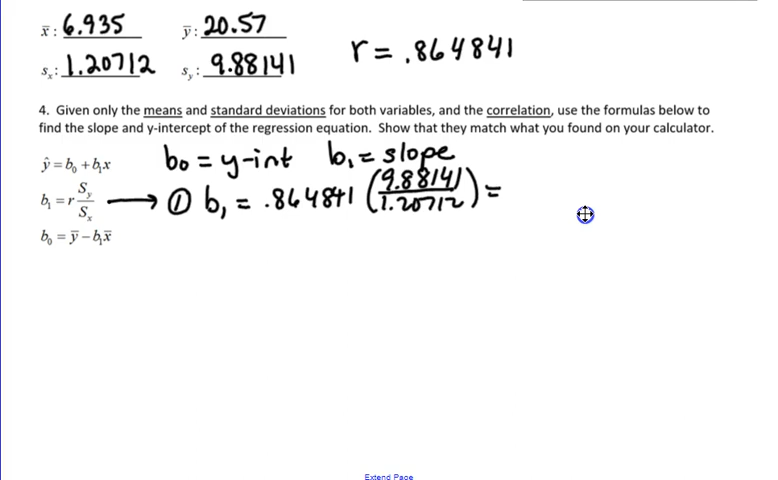 x̄ : 6.935 ȳ : 20.57
sₓ: 1.20712 s_y: 9.88141 r = .864841
4. Given only the means and standard deviations for both variables, and the correlation, use the formulas below to
find the slope and y-intercept of the regression equation. Show that they match what you found on your calculator.
ŷ = b₀ + b₁x b₀ = y-int b₁ = slope
b₁ = r S_y/S_x → ① b₁ = .864841 (9.88141/1.20712) =
b₀ = ȳ − b₁x̄
Extend Page